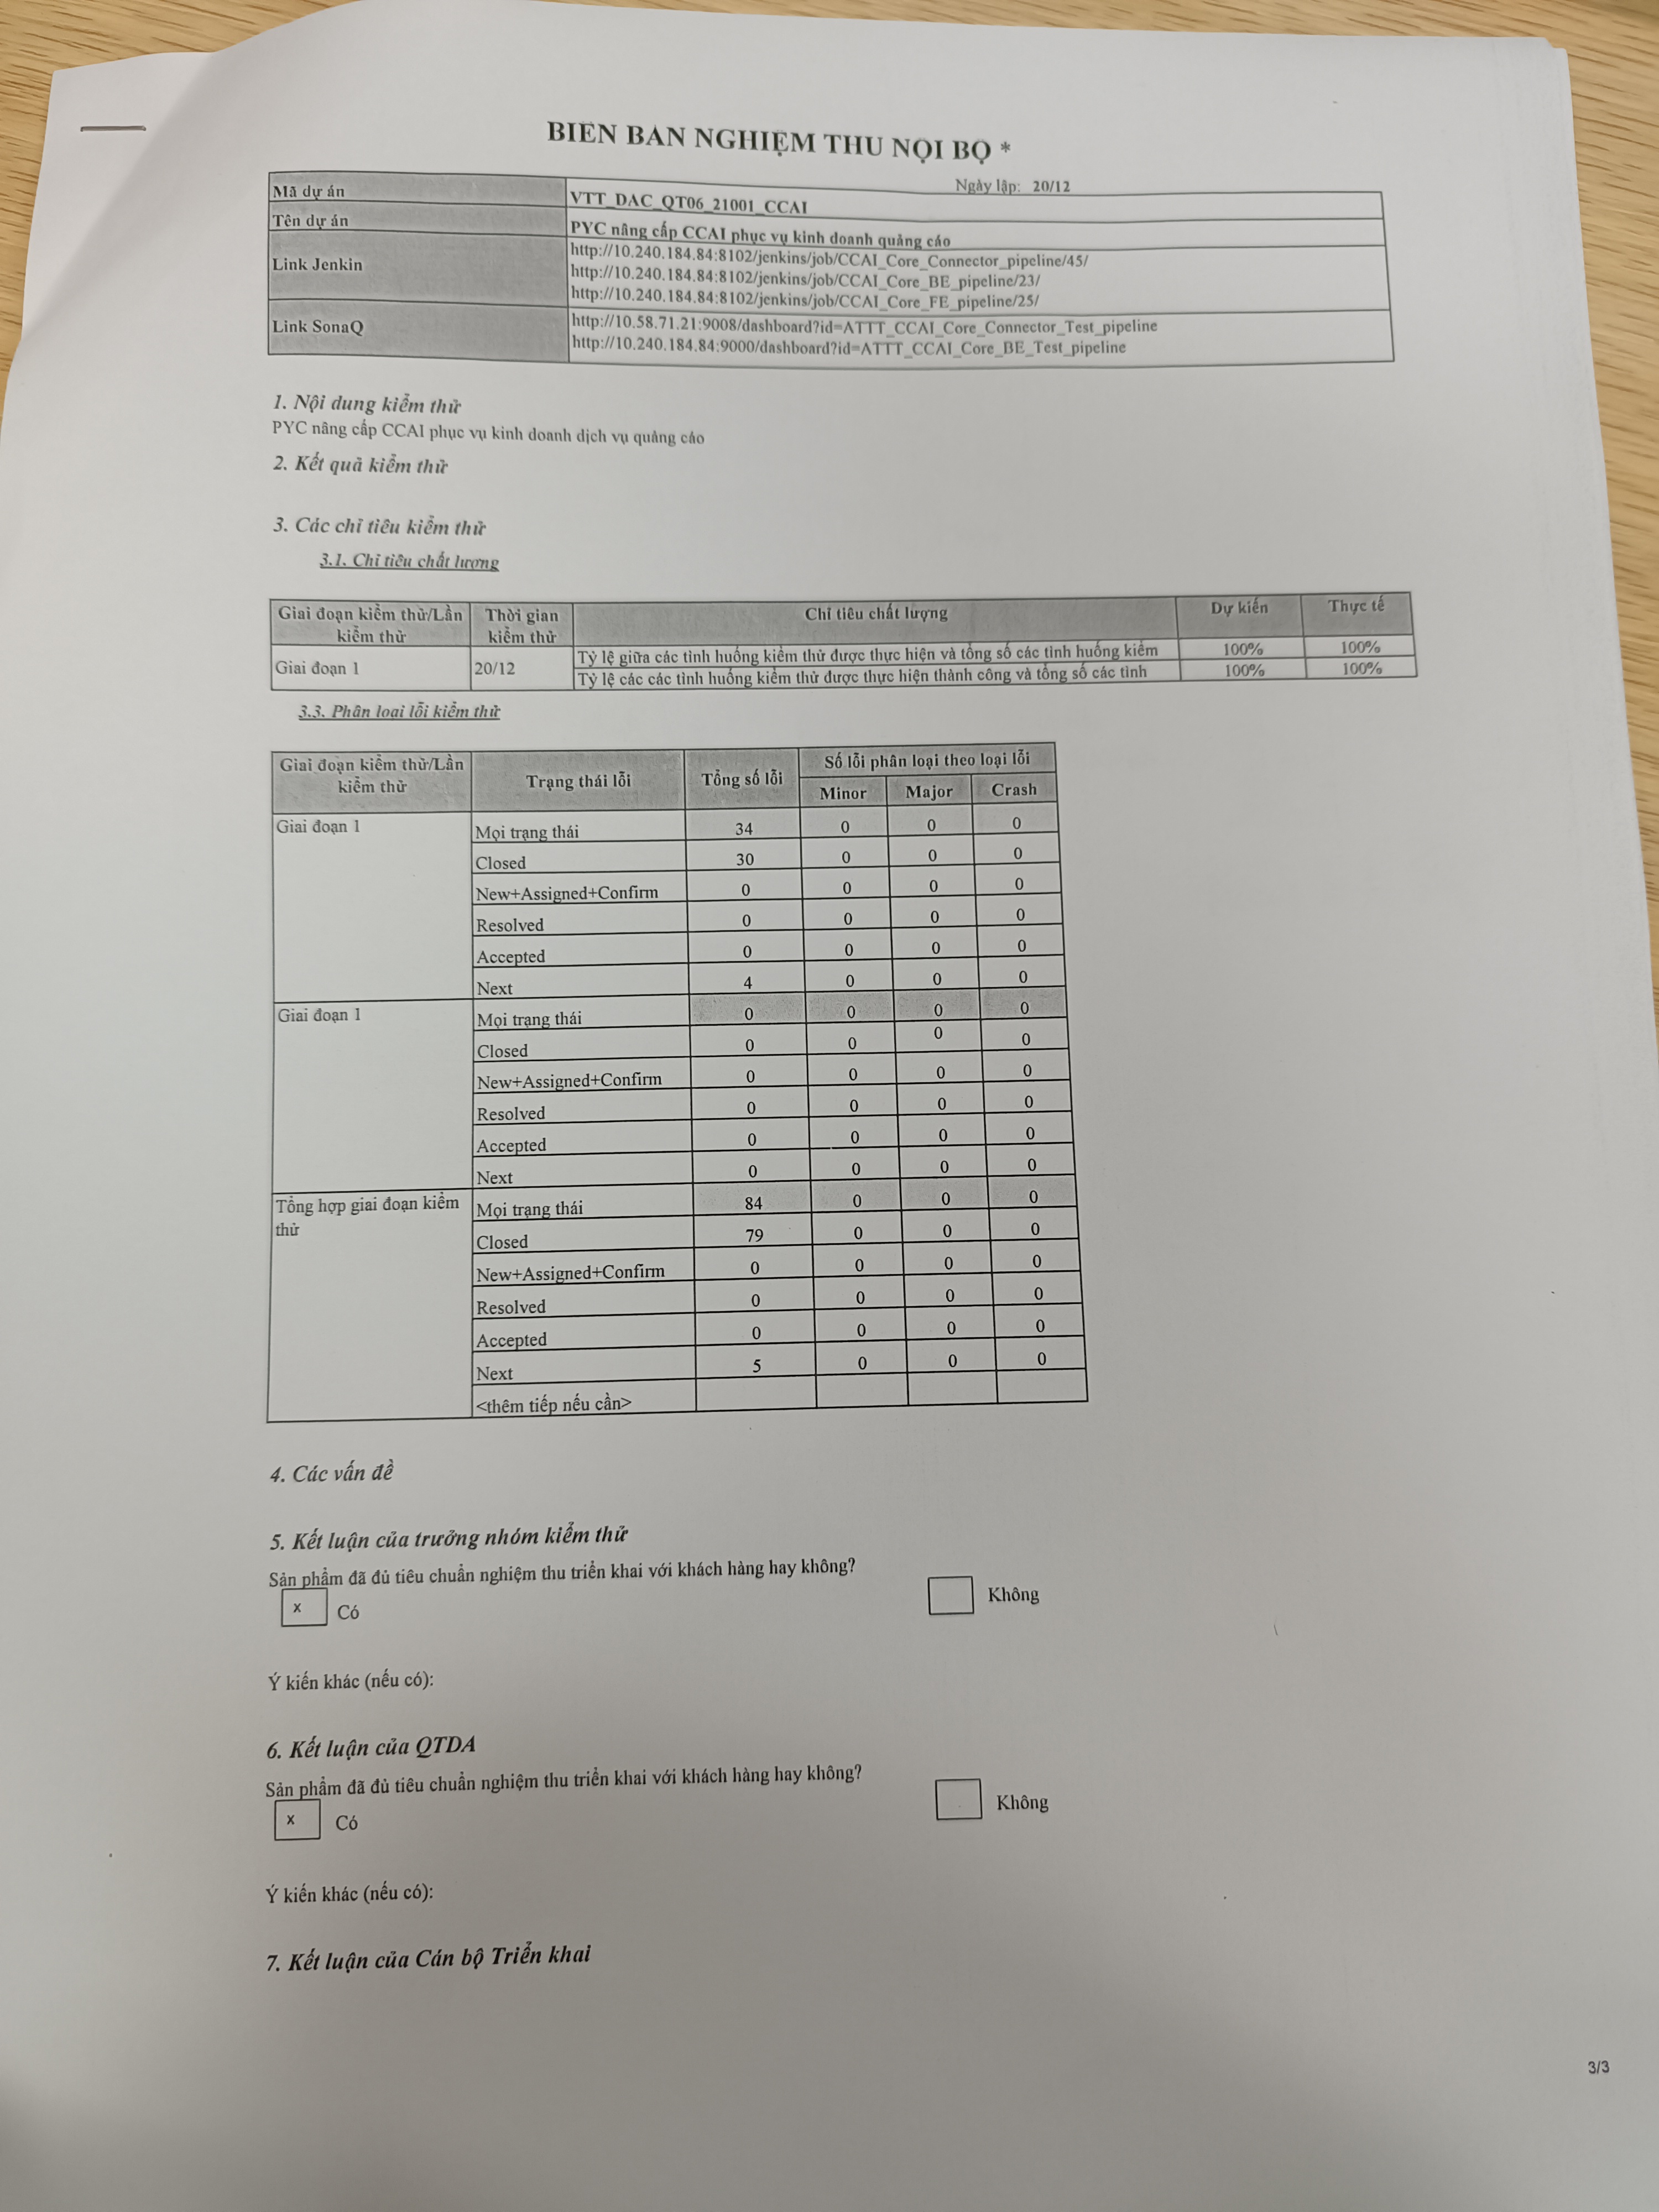 BIÊN BẢN NGHIỆM THU NỘI BỘ *
Ngày lập: 20/12
Mã dự án VTT_DAC_QT06_21001_CCAI
Tên dự án PYC nâng cấp CCAI phục vụ kinh doanh quảng cáo
Link Jenkin
http://10.240.184.84:8102/jenkins/job/CCAI_Core_Connector_pipeline/45/
http://10.240.184.84:8102/jenkins/job/CCAI_Core_BE_pipeline/23/
http://10.240.184.84:8102/jenkins/job/CCAI_Core_FE_pipeline/25/
Link SonaQ
http://10.58.71.21:9008/dashboard?id=ATTT_CCAI_Core_Connector_Test_pipeline
http://10.240.184.84:9000/dashboard?id=ATTT_CCAI_Core_BE_Test_pipeline
1. Nội dung kiểm thử
PYC nâng cấp CCAI phục vụ kinh doanh dịch vụ quảng cáo
2. Kết quả kiểm thử
3. Các chỉ tiêu kiểm thử
3.1. Chỉ tiêu chất lượng
Giai đoạn kiểm thử/Lần kiểm thử Thời gian kiểm thử Chỉ tiêu chất lượng Dự kiến Thực tế
Giai đoạn 1 20/12 Tỷ lệ giữa các tình huống kiểm thử được thực hiện và tổng số các tình huống kiểm 100% 100%
Tỷ lệ các các tình huống kiểm thử được thực hiện thành công và tổng số các tình 100% 100%
3.3. Phân loại lỗi kiểm thử
Giai đoạn kiểm thử/Lần kiểm thử Trạng thái lỗi Tổng số lỗi Số lỗi phân loại theo loại lỗi
Minor Major Crash
Giai đoạn 1 Mọi trạng thái 34 0 0 0
Closed 30 0 0 0
New+Assigned+Confirm 0 0 0 0
Resolved 0 0 0 0
Accepted 0 0 0 0
Next 4 0 0 0
Giai đoạn 1 Mọi trạng thái 0 0 0 0
Closed 0 0 0 0
New+Assigned+Confirm 0 0 0 0
Resolved 0 0 0 0
Accepted 0 0 0 0
Next 0 0 0 0
Tổng hợp giai đoạn kiểm thử Mọi trạng thái 84 0 0 0
Closed 79 0 0 0
New+Assigned+Confirm 0 0 0 0
Resolved 0 0 0 0
Accepted 0 0 0 0
Next 5 0 0 0
<thêm tiếp nếu cần>
4. Các vấn đề
5. Kết luận của trưởng nhóm kiểm thử
Sản phẩm đã đủ tiêu chuẩn nghiệm thu triển khai với khách hàng hay không?
x Có Không
Ý kiến khác (nếu có):
6. Kết luận của QTDA
Sản phẩm đã đủ tiêu chuẩn nghiệm thu triển khai với khách hàng hay không?
x Có Không
Ý kiến khác (nếu có):
7. Kết luận của Cán bộ Triển khai
3/3